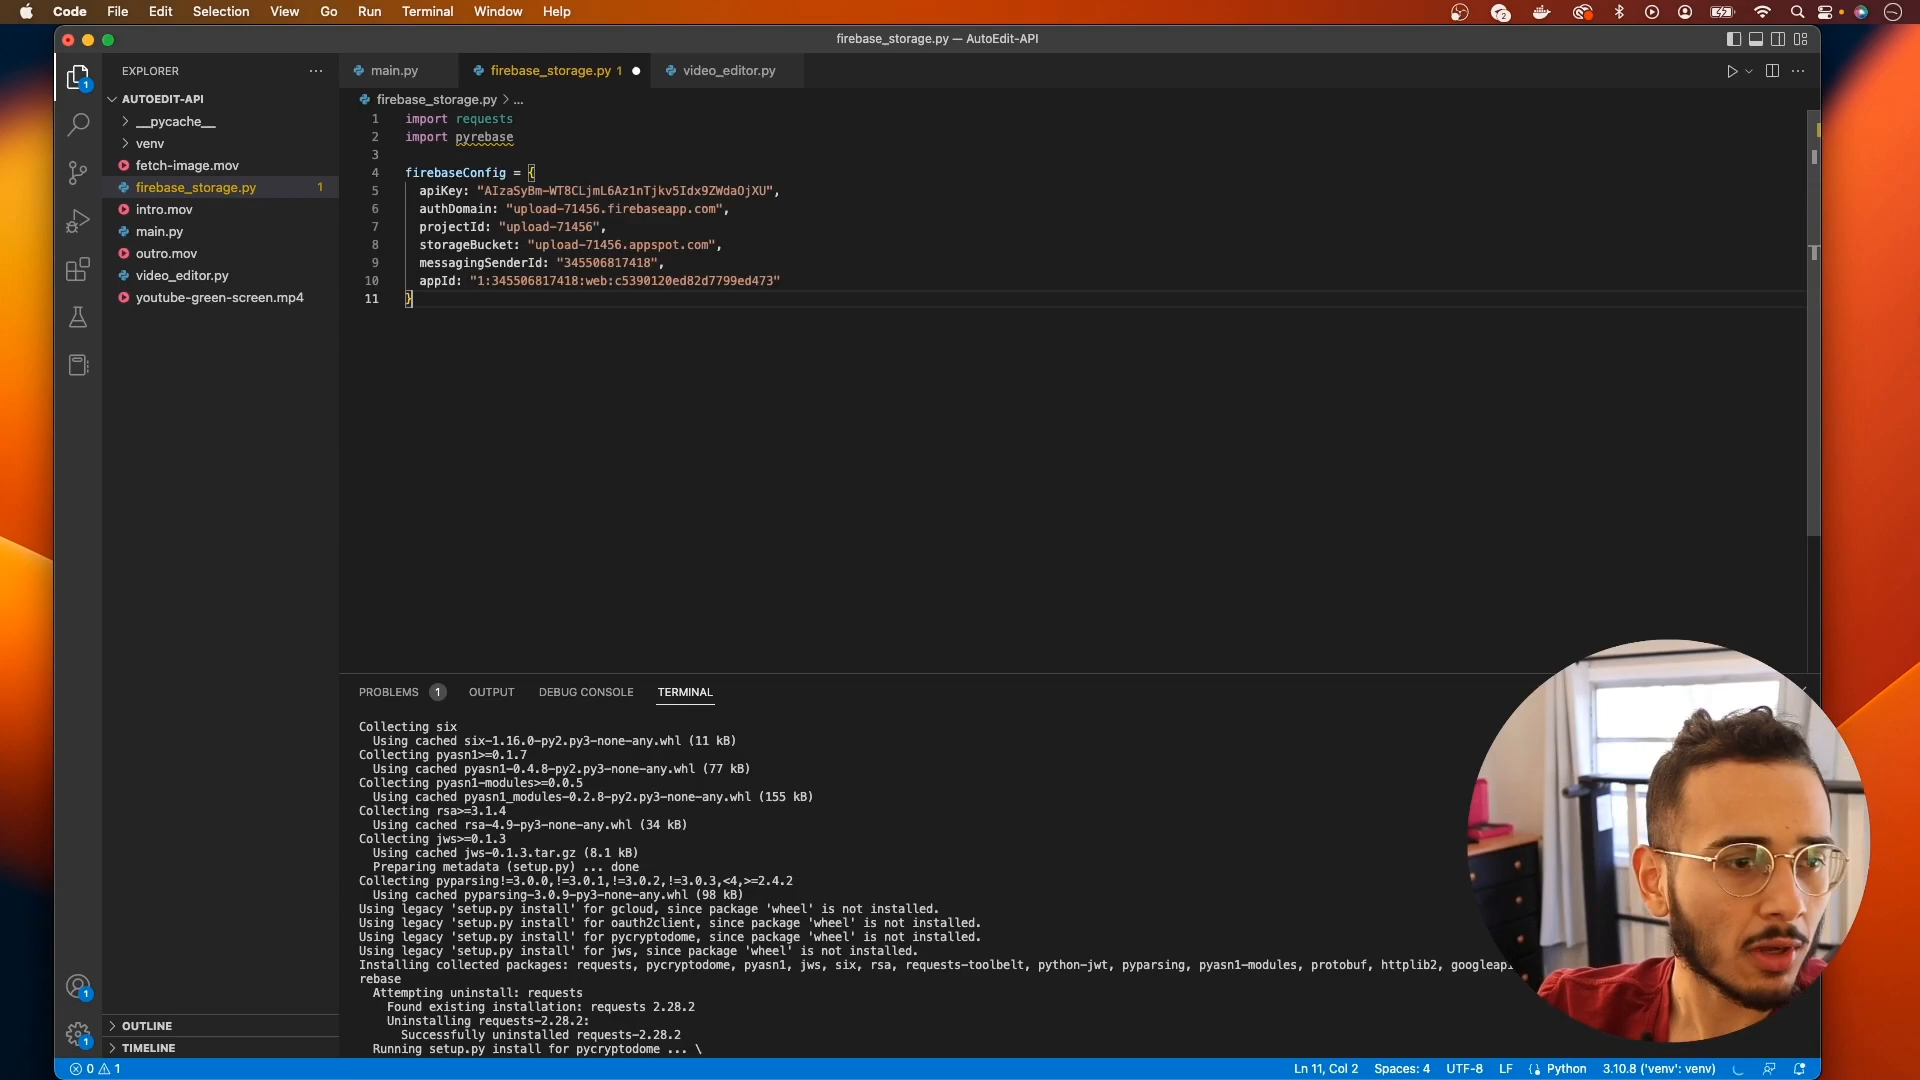 Code File Edit Selection View Go Run Terminal Window Help
2
firebase_storage.py — AutoEdit-API
EXPLORER
main.py
firebase_storage.py 1
video_editor.py
AUTOEDIT-API
firebase_storage.py > ...
__pycache__
venv
fetch-image.mov
firebase_storage.py 1
intro.mov
main.py
outro.mov
video_editor.py
youtube-green-screen.mp4
1 import requests
2 import pyrebase
3
4 firebaseConfig = {
5 apiKey: "AIzaSyBm-WT8CLjmL6Az1nTjkv5Idx9ZWdaOjXU",
6 authDomain: "upload-71456.firebaseapp.com",
7 projectId: "upload-71456",
8 storageBucket: "upload-71456.appspot.com",
9 messagingSenderId: "345506817418",
10 appId: "1:345506817418:web:c5390120ed82d7799ed473"
11 }
PROBLEMS 1 OUTPUT DEBUG CONSOLE TERMINAL
Collecting six
Using cached six-1.16.0-py2.py3-none-any.whl (11 kB)
Collecting pyasn1>=0.1.7
Using cached pyasn1-0.4.8-py2.py3-none-any.whl (77 kB)
Collecting pyasn1-modules>=0.0.5
Using cached pyasn1_modules-0.2.8-py2.py3-none-any.whl (155 kB)
Collecting rsa>=3.1.4
Using cached rsa-4.9-py3-none-any.whl (34 kB)
Collecting jws>=0.1.3
Using cached jws-0.1.3.tar.gz (8.1 kB)
Preparing metadata (setup.py) ... done
Collecting pyparsing!=3.0.0,!=3.0.1,!=3.0.2,!=3.0.3,<4,>=2.4.2
Using cached pyparsing-3.0.9-py3-none-any.whl (98 kB)
Using legacy 'setup.py install' for gcloud, since package 'wheel' is not installed.
Using legacy 'setup.py install' for oauth2client, since package 'wheel' is not installed.
Using legacy 'setup.py install' for pycryptodome, since package 'wheel' is not installed.
Using legacy 'setup.py install' for jws, since package 'wheel' is not installed.
Installing collected packages: requests, pycryptodome, pyasn1, jws, six, rsa, requests-toolbelt, python-jwt, pyparsing, pyasn1-modules, protobuf, httplib2, googleapi
rebase
Attempting uninstall: requests
Found existing installation: requests 2.28.2
Uninstalling requests-2.28.2:
Successfully uninstalled requests-2.28.2
Running setup.py install for pycryptodome ... \
1
1
1
OUTLINE
TIMELINE
0 1
Ln 11, Col 2 Spaces: 4 UTF-8 LF Python 3.10.8 ('venv': venv)